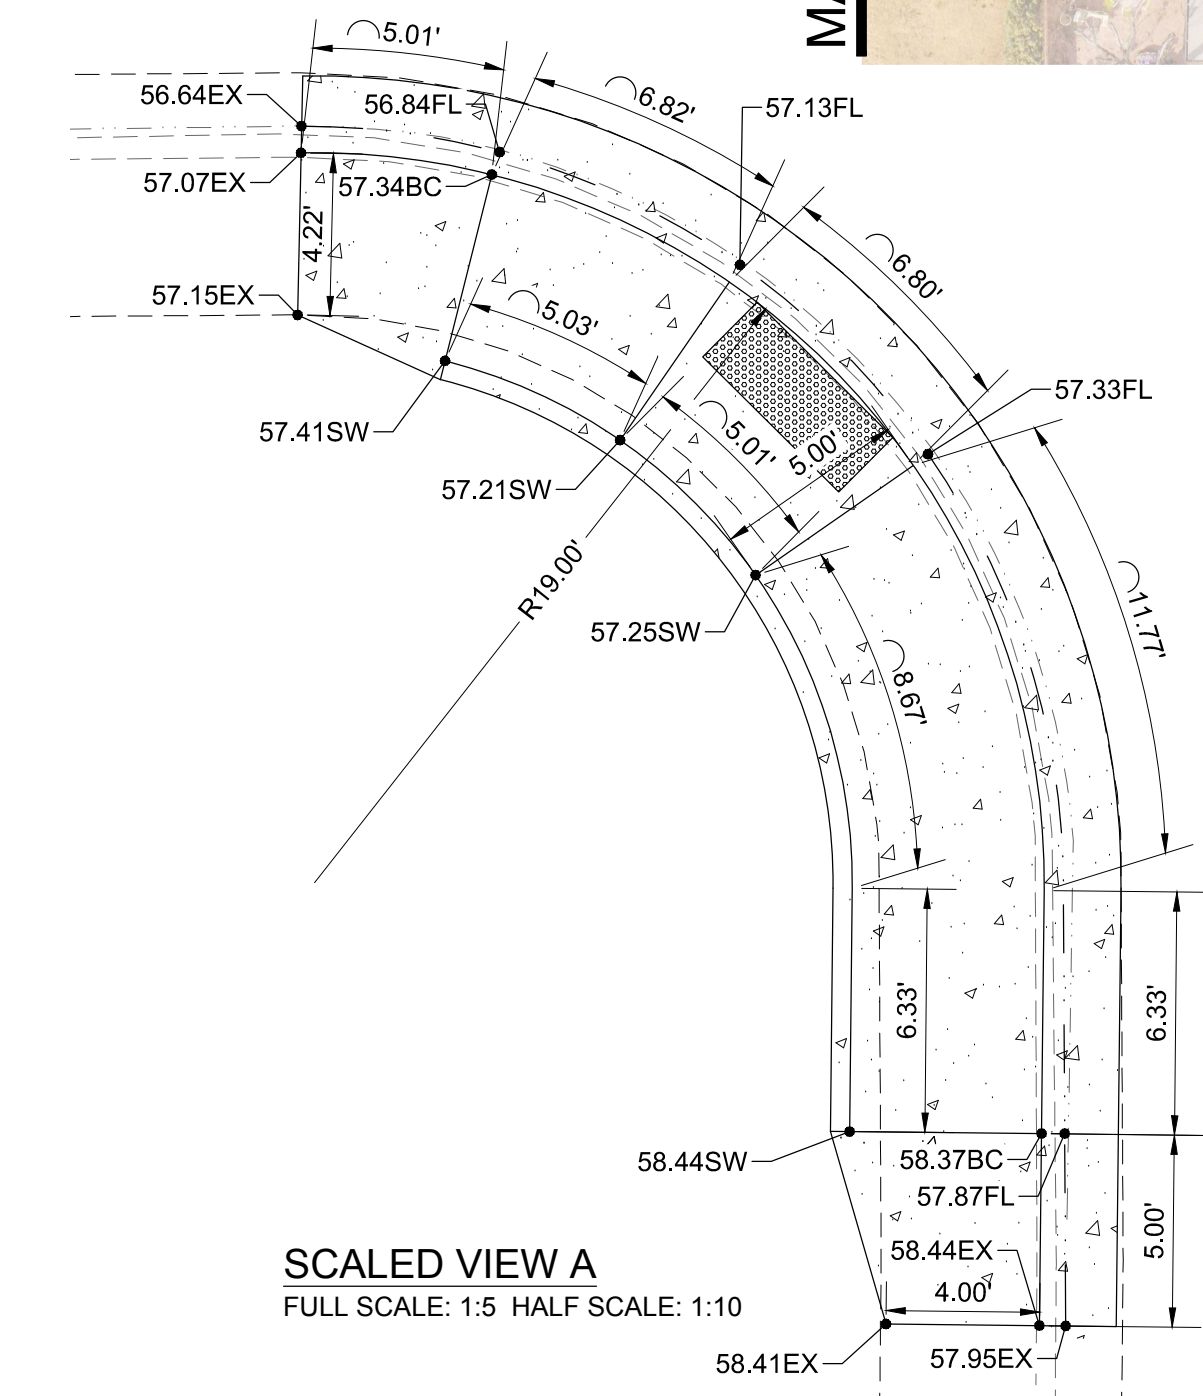 MA
5.01'
56.64EX
56.84FL
6.82'
57.13FL
57.07EX
57.34BC
4.22'
6.80'
57.15EX
5.03'
57.33FL
57.41SW
5.01'
5.00'
57.21SW
R19.00'
11.77'
57.25SW
8.67'
6.33'
6.33'
58.44SW
58.37BC
57.87FL
5.00'
58.44EX
SCALED VIEW A
4.00'
FULL SCALE: 1:5 HALF SCALE: 1:10
58.41EX
57.95EX